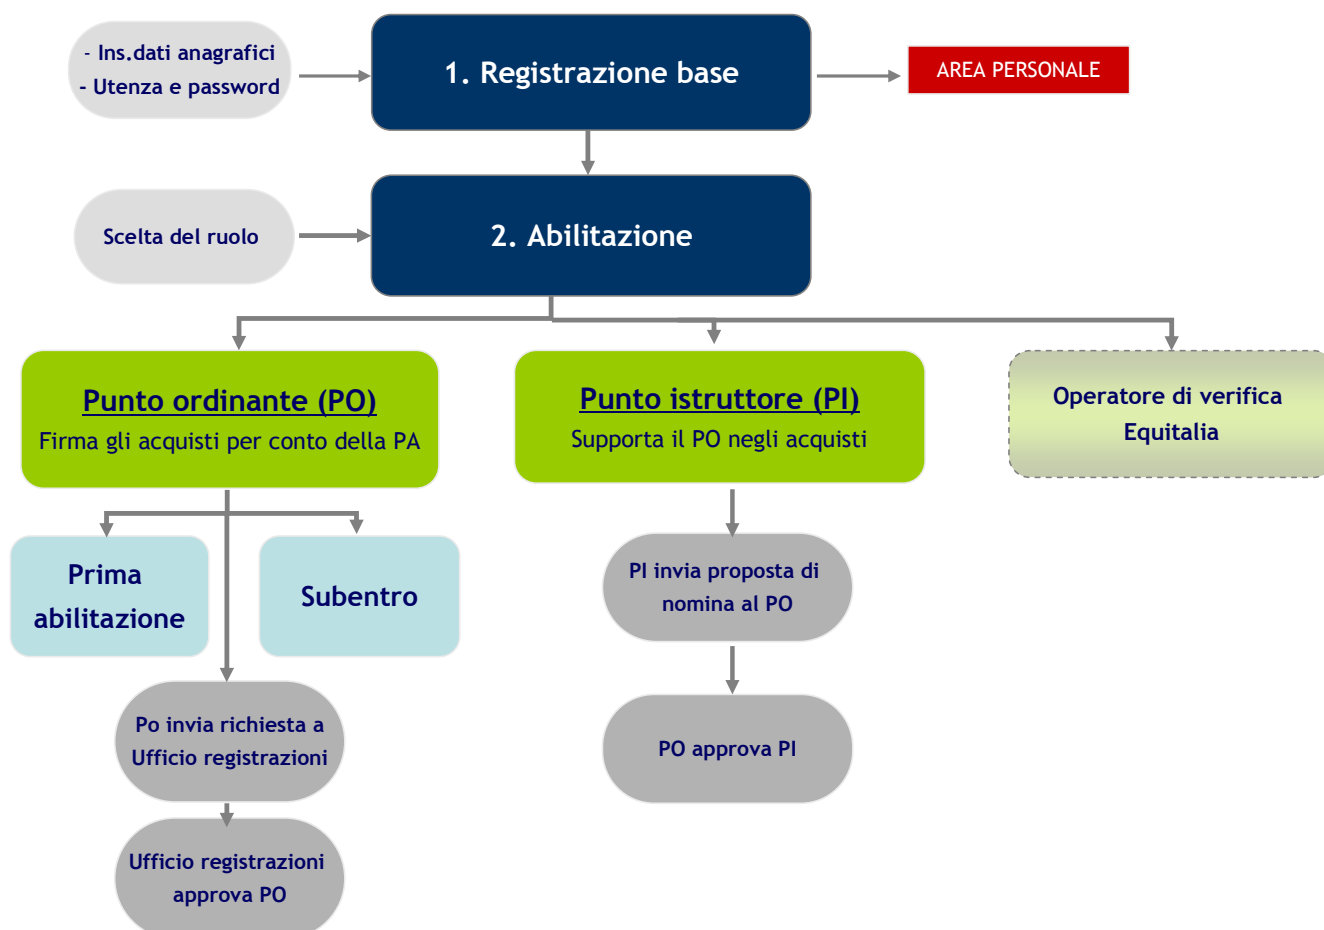 - Ins.dati anagrafici
- Utenza e password
1. Registrazione base
AREA PERSONALE
Scelta del ruolo
2. Abilitazione
Punto ordinante (PO)
Firma gli acquisti per conto della PA
Punto istruttore (PI)
Supporta il PO negli acquisti
Operatore di verifica
Equitalia
Prima
abilitazione
Subentro
PI invia proposta di
nomina al PO
Po invia richiesta a
Ufficio registrazioni
PO approva PI
Ufficio registrazioni
approva PO